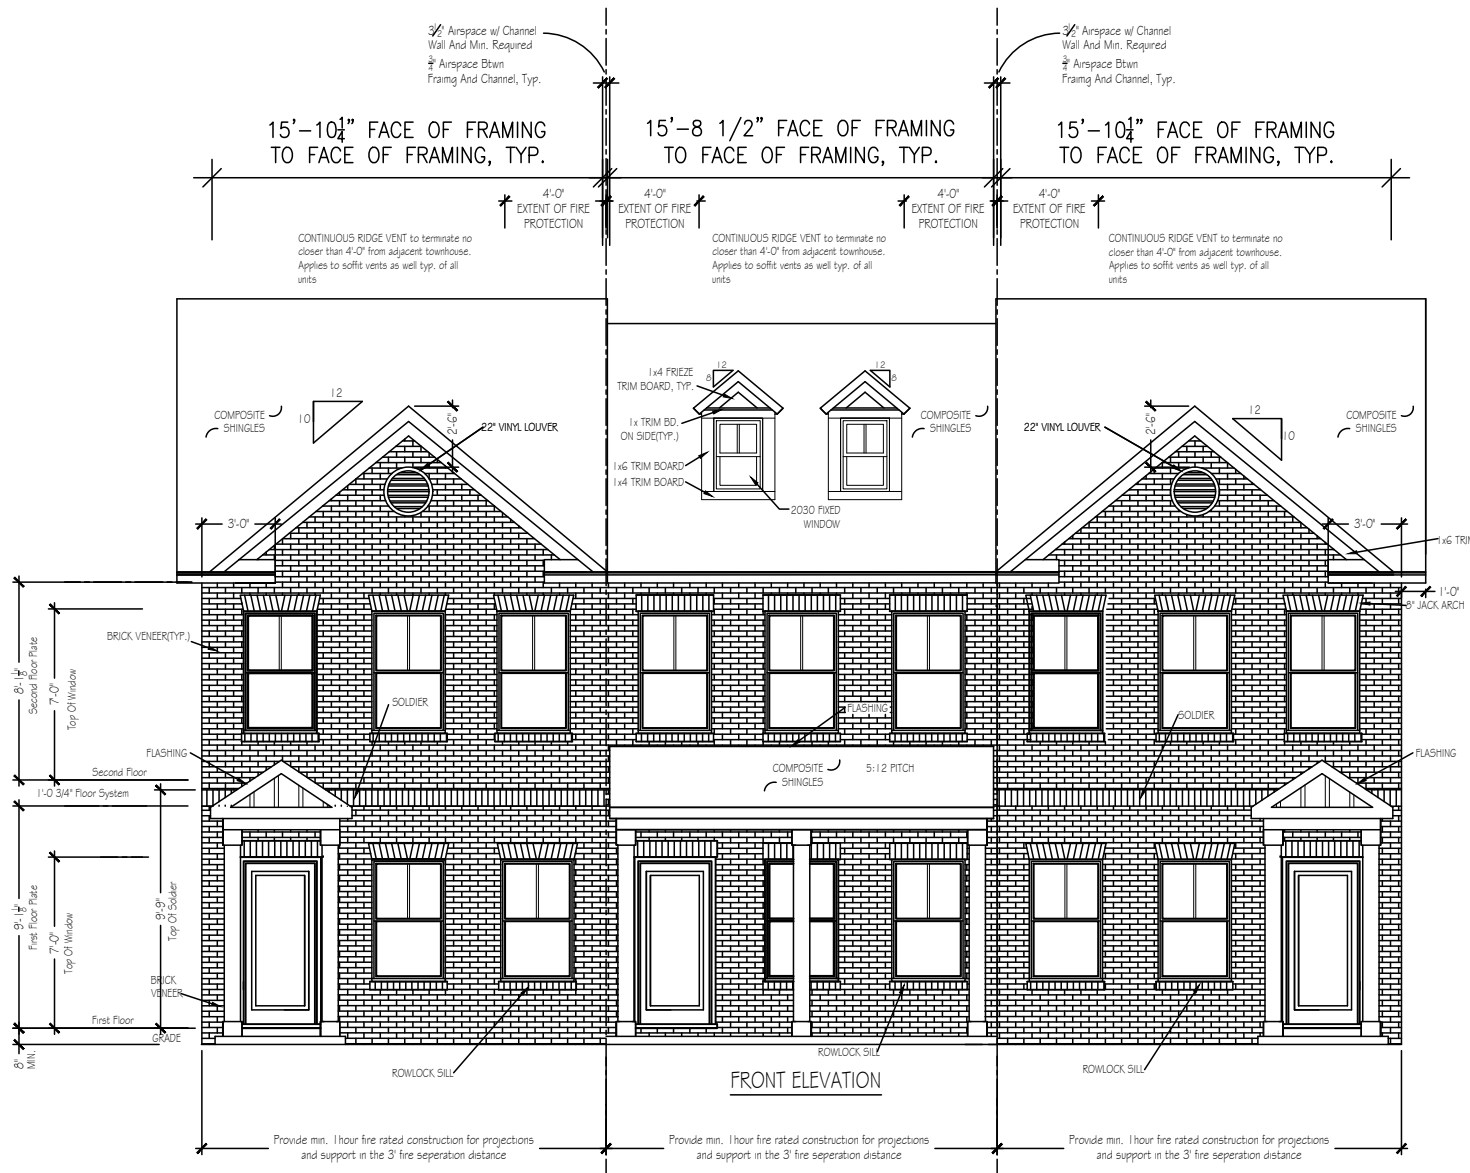 3½" Airspace w/ Channel
Wall And Min. Required
¾" Airspace Btwn
Framig And Channel, Typ.
3½" Airspace w/ Channel
Wall And Min. Required
¾" Airspace Btwn
Framig And Channel, Typ.
15'-10¼" FACE OF FRAMING
TO FACE OF FRAMING, TYP.
15'-8 1/2" FACE OF FRAMING
TO FACE OF FRAMING, TYP.
15'-10¼" FACE OF FRAMING
TO FACE OF FRAMING, TYP.
4'-0"
EXTENT OF FIRE
PROTECTION
4'-0"
EXTENT OF FIRE
PROTECTION
4'-0"
EXTENT OF FIRE
PROTECTION
4'-0"
EXTENT OF FIRE
PROTECTION
CONTINUOUS RIDGE VENT to terminate no
closer than 4'-0" from adjacent townhouse.
Applies to soffit vents as well typ. of all
units
CONTINUOUS RIDGE VENT to terminate no
closer than 4'-0" from adjacent townhouse.
Applies to soffit vents as well typ. of all
units
CONTINUOUS RIDGE VENT to terminate no
closer than 4'-0" from adjacent townhouse.
Applies to soffit vents as well typ. of all
units
12
10
COMPOSITE
SHINGLES
2'-6"
22" VINYL LOUVER
3'-0"
1x4 FRIEZE
TRIM BOARD, TYP.
12
8
12
8
1x TRIM BD.
ON SIDE(TYP.)
1x6 TRIM BOARD
1x4 TRIM BOARD
COMPOSITE
SHINGLES
2030 FIXED
WINDOW
22" VINYL LOUVER
2'-6"
12
10
COMPOSITE
SHINGLES
3'-0"
1x6 TRI
1'-0"
8" JACK ARCH
BRICK VENEER(TYP.)
8'-1⅛"
Second Floor Plate
7'-0"
Top Of Window
SOLDIER
FLASHING
SOLDIER
FLASHING
FLASHING
Second Floor
1'-0 3/4" Floor System
COMPOSITE
SHINGLES
5:12 PITCH
9'-1⅛"
First Floor Plate
7'-0"
Top Of Window
9'-9"
Top Of Soldier
BRICK
VENEER
First Floor
GRADE
8"
MIN.
ROWLOCK SILL
ROWLOCK SILL
ROWLOCK SILL
FRONT ELEVATION
Provide min. 1hour fire rated construction for projections
and support in the 3' fire seperation distance
Provide min. 1hour fire rated construction for projections
and support in the 3' fire seperation distance
Provide min. 1hour fire rated construction for projections
and support in the 3' fire seperation distance